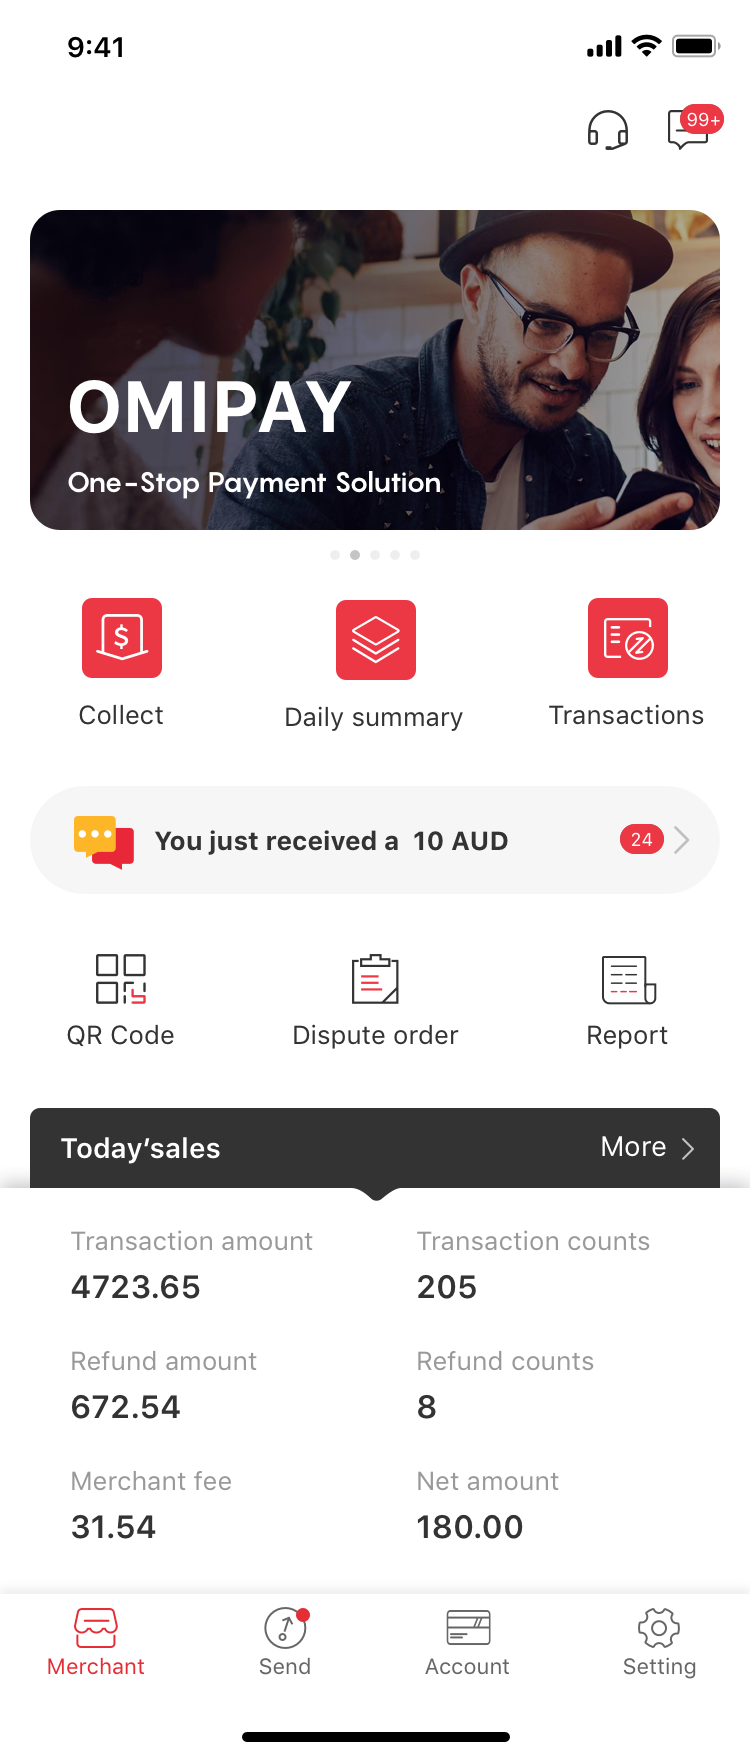 9:41
99+
OMIPAY
One-Stop Payment Solution
$
Collect
Daily summary
Transactions
You just received a 10 AUD
24
QR Code
Dispute order
Report
Today‘sales
More
Transaction amount
Transaction counts
4723.65
205
Refund amount
Refund counts
672.54
8
Merchant fee
Net amount
31.54
180.00
Merchant
Send
Account
Setting